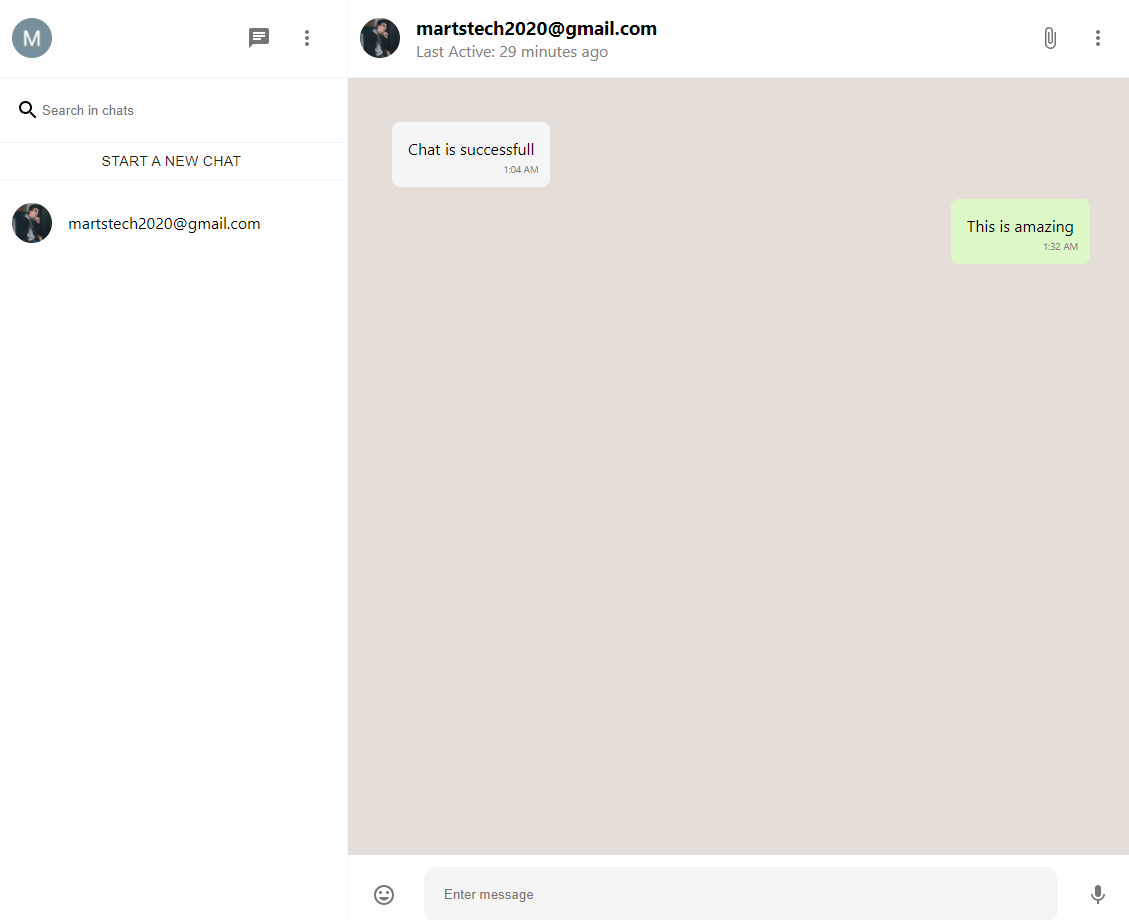 M
Search in chats
START A NEW CHAT
martstech2020@gmail.com
martstech2020@gmail.com
Last Active: 29 minutes ago
Chat is successfull
1:04 AM
This is amazing
1:32 AM
Enter message